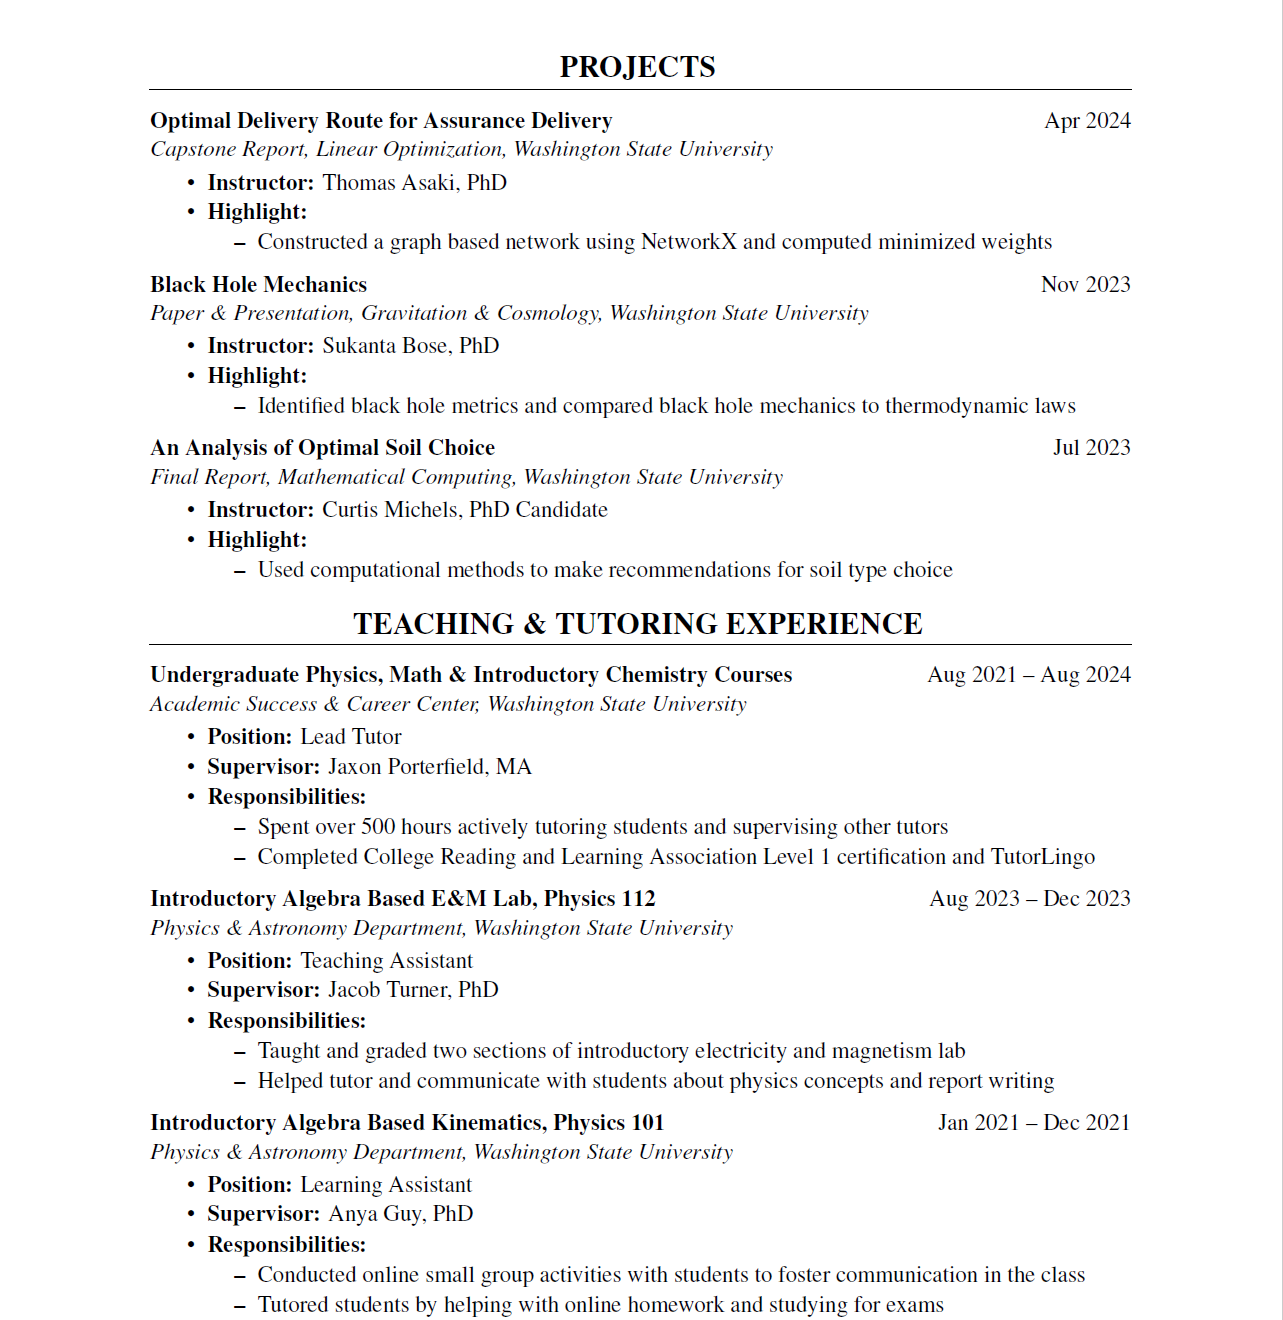 PROJECTS
Optimal Delivery Route for Assurance Delivery Apr 2024
Capstone Report, Linear Optimization, Washington State University
• Instructor: Thomas Asaki, PhD
• Highlight:
– Constructed a graph based network using NetworkX and computed minimized weights
Black Hole Mechanics Nov 2023
Paper & Presentation, Gravitation & Cosmology, Washington State University
• Instructor: Sukanta Bose, PhD
• Highlight:
– Identified black hole metrics and compared black hole mechanics to thermodynamic laws
An Analysis of Optimal Soil Choice Jul 2023
Final Report, Mathematical Computing, Washington State University
• Instructor: Curtis Michels, PhD Candidate
• Highlight:
– Used computational methods to make recommendations for soil type choice
TEACHING & TUTORING EXPERIENCE
Undergraduate Physics, Math & Introductory Chemistry Courses Aug 2021 – Aug 2024
Academic Success & Career Center, Washington State University
• Position: Lead Tutor
• Supervisor: Jaxon Porterfield, MA
• Responsibilities:
– Spent over 500 hours actively tutoring students and supervising other tutors
– Completed College Reading and Learning Association Level 1 certification and TutorLingo
Introductory Algebra Based E&M Lab, Physics 112 Aug 2023 – Dec 2023
Physics & Astronomy Department, Washington State University
• Position: Teaching Assistant
• Supervisor: Jacob Turner, PhD
• Responsibilities:
– Taught and graded two sections of introductory electricity and magnetism lab
– Helped tutor and communicate with students about physics concepts and report writing
Introductory Algebra Based Kinematics, Physics 101 Jan 2021 – Dec 2021
Physics & Astronomy Department, Washington State University
• Position: Learning Assistant
• Supervisor: Anya Guy, PhD
• Responsibilities:
– Conducted online small group activities with students to foster communication in the class
– Tutored students by helping with online homework and studying for exams